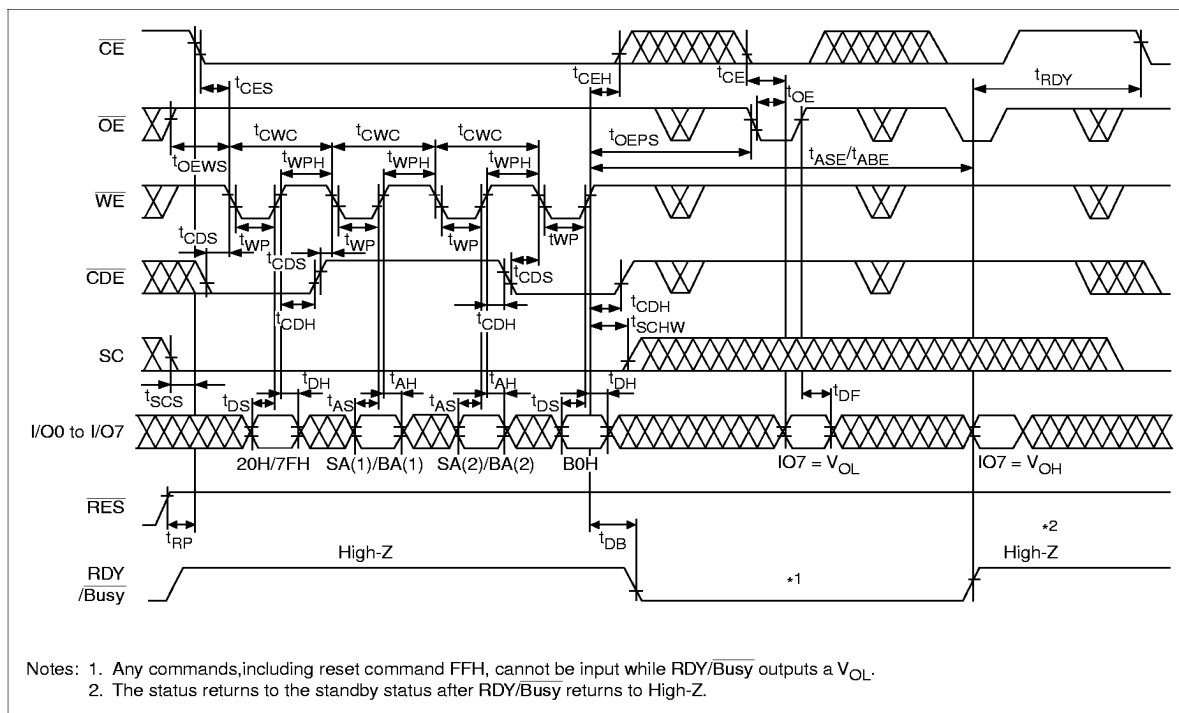 CE
tCES
tCEH
tCE
tRDY
OE
tOE
tCWC tCWC tCWC
tOEPS
tOEWS
tWPH tWPH tWPH
tASE/tABE
WE
tCDS
tWP tWP tWP tWP
tCDS
tCDS
CDE
tCDH
tCDH
tCDH
tSCHW
SC
tSCS
tDH tAH tAH tDH
tDS tAS tAS tDS
tDF
I/O0 to I/O7
20H/7FH SA(1)/BA(1) SA(2)/BA(2) B0H IO7 = VOL IO7 = VOH
RES
tRP
tDB
*2
High-Z High-Z
RDY
/Busy
*1
Notes: 1. Any commands,including reset command FFH, cannot be input while RDY/Busy outputs a VOL.
2. The status returns to the standby status after RDY/Busy returns to High-Z.